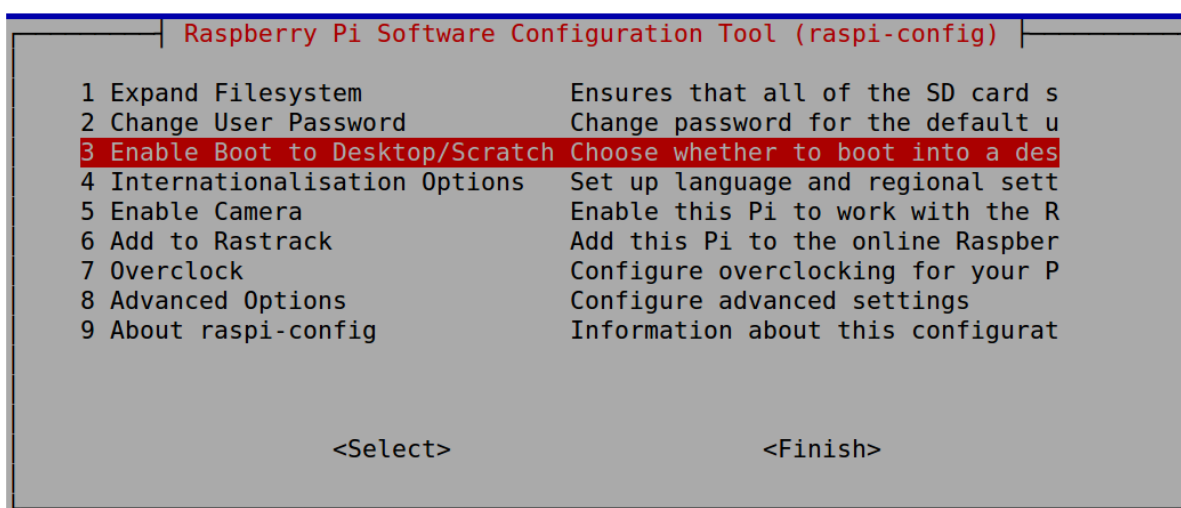 Raspberry Pi Software Configuration Tool (raspi-config)
1 Expand Filesystem Ensures that all of the SD card s
2 Change User Password Change password for the default u
3 Enable Boot to Desktop/Scratch Choose whether to boot into a des
4 Internationalisation Options Set up language and regional sett
5 Enable Camera Enable this Pi to work with the R
6 Add to Rastrack Add this Pi to the online Raspber
7 Overclock Configure overclocking for your P
8 Advanced Options Configure advanced settings
9 About raspi-config Information about this configurat
<Select> <Finish>